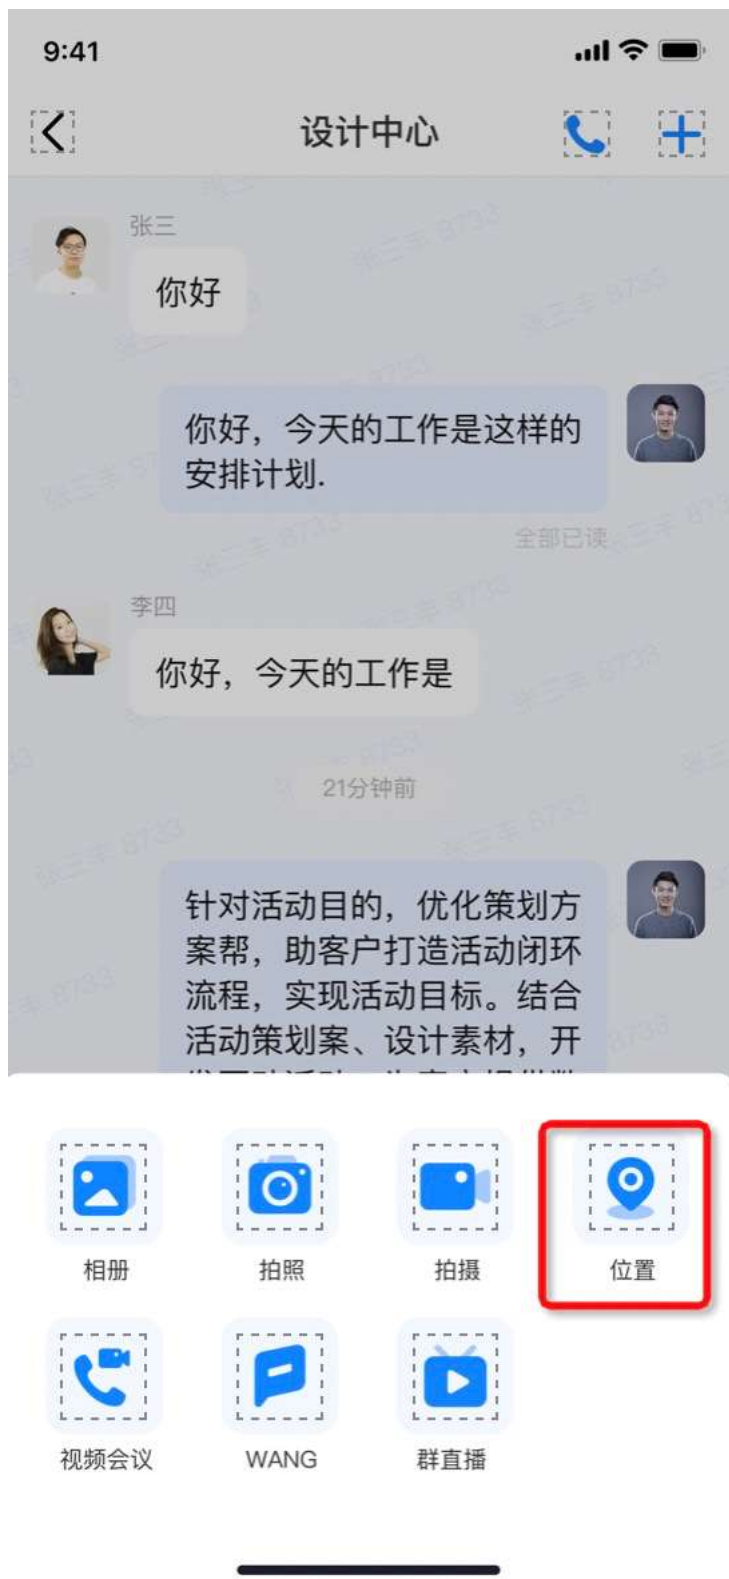 9:41
设计中心
张三
你好
你好，今天的工作是这样的
安排计划.
全部已读
李四
你好，今天的工作是
21分钟前
针对活动目的，优化策划方
案帮，助客户打造活动闭环
流程，实现活动目标。结合
活动策划案、设计素材，开
相册
拍照
拍摄
位置
视频会议
WANG
群直播
张三丰 8733